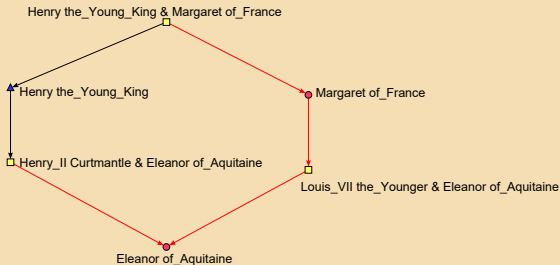 Henry the_Young_King & Margaret of_France
Henry the_Young_King
Margaret of_France
Henry_II Curtmantle & Eleanor of_Aquitaine
Louis_VII the_Younger & Eleanor of_Aquitaine
Eleanor of_Aquitaine